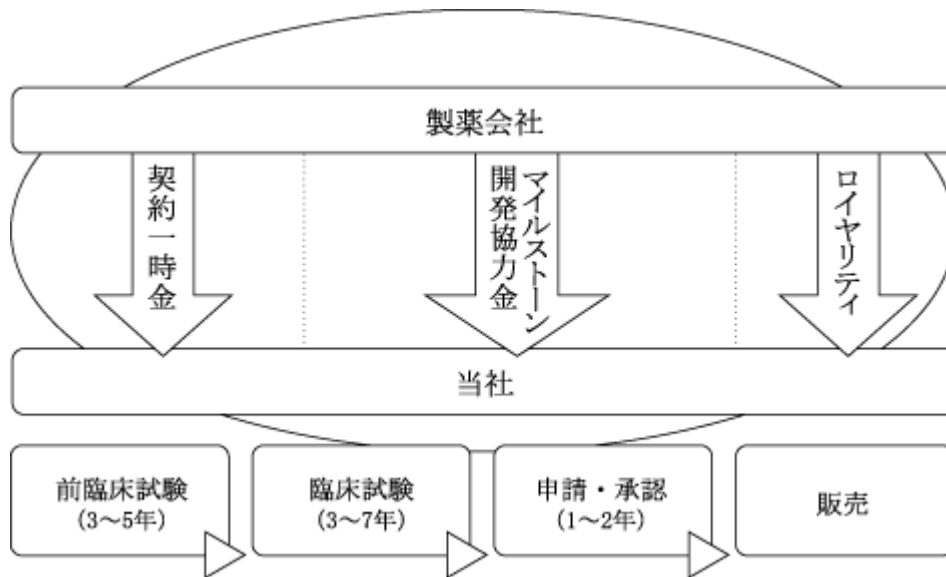 製薬会社
契約一時金
マイルストーン
開発協力金
ロイヤリティ
当社
前臨床試験
(3～5年)
臨床試験
(3～7年)
申請・承認
(1～2年)
販売